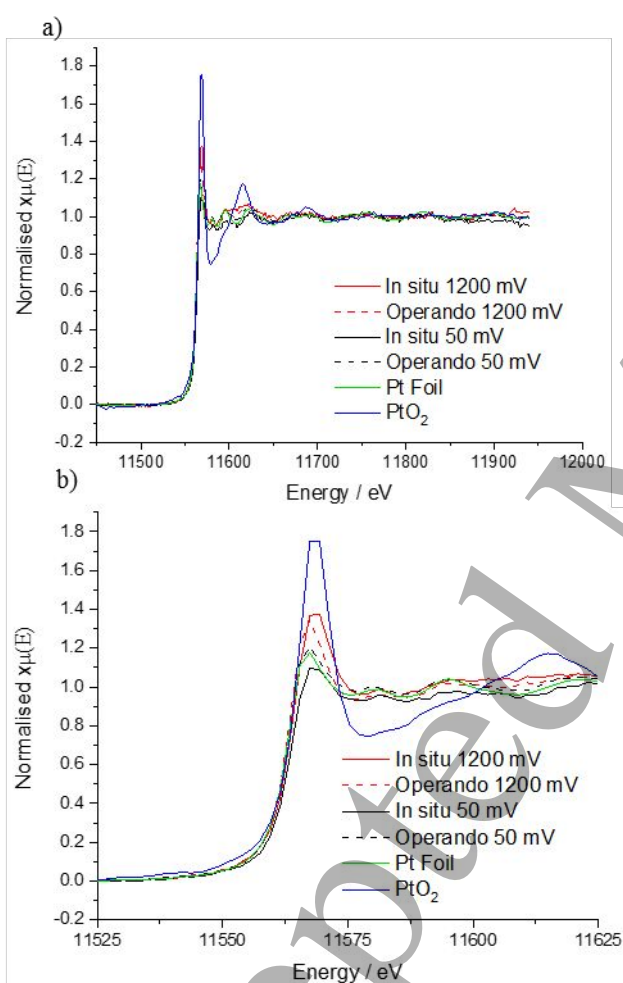 a)
1.8
1.6
1.4
1.2
1.0
0.8
0.6
0.4
0.2
0.0
-0.2
Normalised xμ(E)
In situ 1200 mV
Operando 1200 mV
In situ 50 mV
Operando 50 mV
Pt Foil
PtO₂
11500 11600 11700 11800 11900 12000
Energy / eV
b)
1.8
1.6
1.4
1.2
1.0
0.8
0.6
0.4
0.2
0.0
-0.2
Normalised xμ(E)
In situ 1200 mV
Operando 1200 mV
In situ 50 mV
Operando 50 mV
Pt Foil
PtO₂
11525 11550 11575 11600 11625
Energy / eV